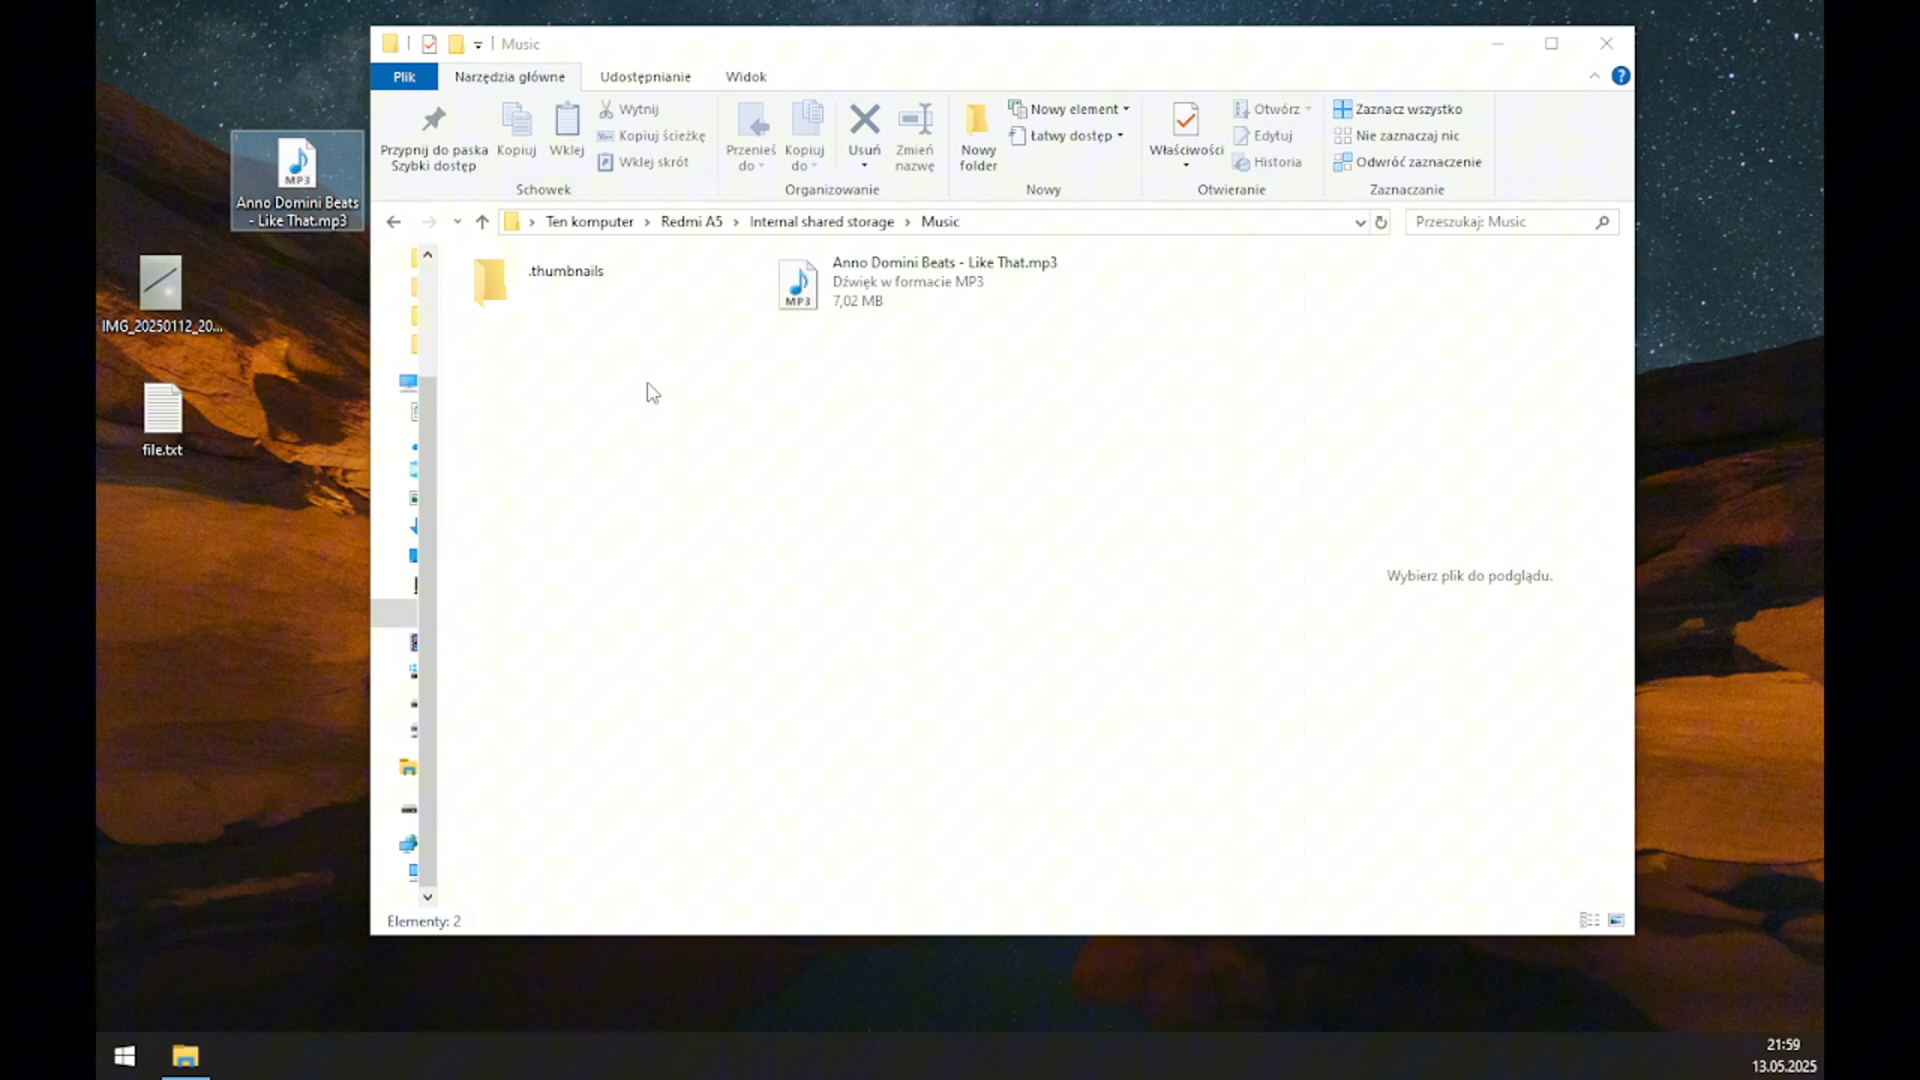 Music
Plik
Narzędzia główne
Udostępnianie
Widok
?
Przypnij do paska
Szybki dostęp
Kopiuj
Wklej
Wytnij
Kopiuj ścieżkę
Wklej skrót
Schowek
Przenieś
do
Kopiuj
do
Usuń
Zmień
nazwę
Organizowanie
Nowy
folder
Nowy element
Łatwy dostęp
Nowy
Właściwości
Otwórz
Edytuj
Historia
Otwieranie
Zaznacz wszystko
Nie zaznaczaj nic
Odwróć zaznaczenie
Zaznaczanie
Ten komputer
Redmi A5
Internal shared storage
Music
Przeszukaj: Music
.thumbnails
MP3
Anno Domini Beats - Like That.mp3
Dźwięk w formacie MP3
7,02 MB
Wybierz plik do podglądu.
Elementy: 2
MP3
Anno Domini Beats
- Like That.mp3
IMG_20250112_20...
file.txt
21:59
13.05.2025